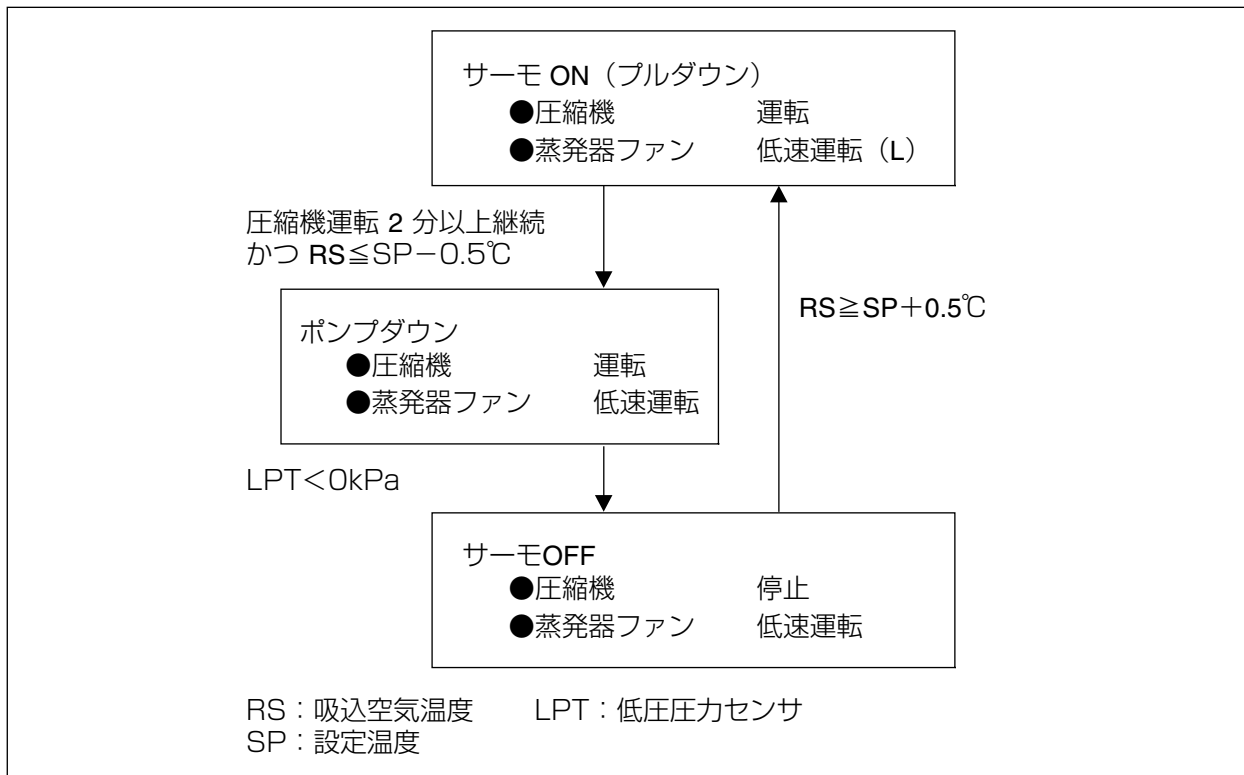 サーモ ON（プルダウン）
●圧縮機 運転
●蒸発器ファン 低速運転（L）
圧縮機運転 2 分以上継続
かつ RS≦SP−0.5℃
RS≧SP＋0.5℃
ポンプダウン
●圧縮機 運転
●蒸発器ファン 低速運転
LPT＜0kPa
サーモOFF
●圧縮機 停止
●蒸発器ファン 低速運転
RS：吸込空気温度 LPT：低圧圧力センサ
SP：設定温度